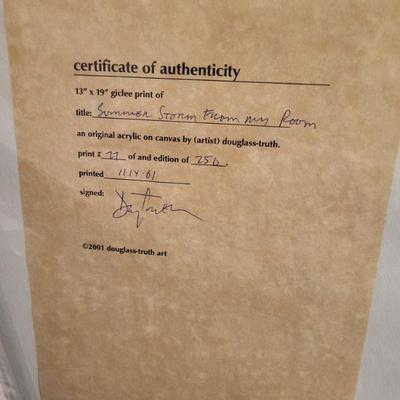 certificate of authenticity
13" x 19" giclee print of
title: Summer Storm From my Room
an original acrylic on canvas by (artist) douglass-truth.
print # 77 of and edition of 250.
printed 11·14·01
signed:
©2001 douglass-truth art